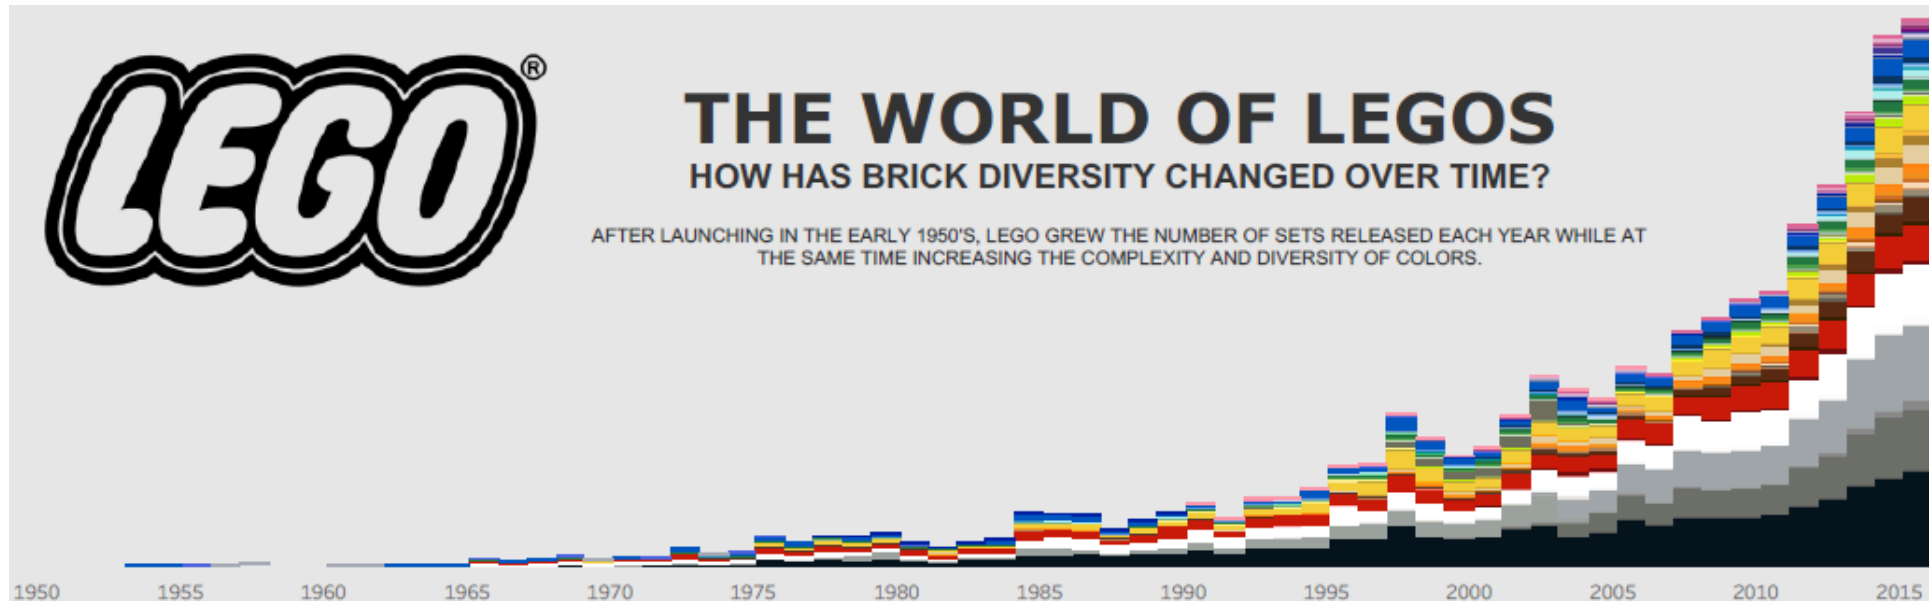 LEGO®
THE WORLD OF LEGOS
HOW HAS BRICK DIVERSITY CHANGED OVER TIME?
AFTER LAUNCHING IN THE EARLY 1950'S, LEGO GREW THE NUMBER OF SETS RELEASED EACH YEAR WHILE AT
THE SAME TIME INCREASING THE COMPLEXITY AND DIVERSITY OF COLORS.
1950 1955 1960 1965 1970 1975 1980 1985 1990 1995 2000 2005 2010 2015